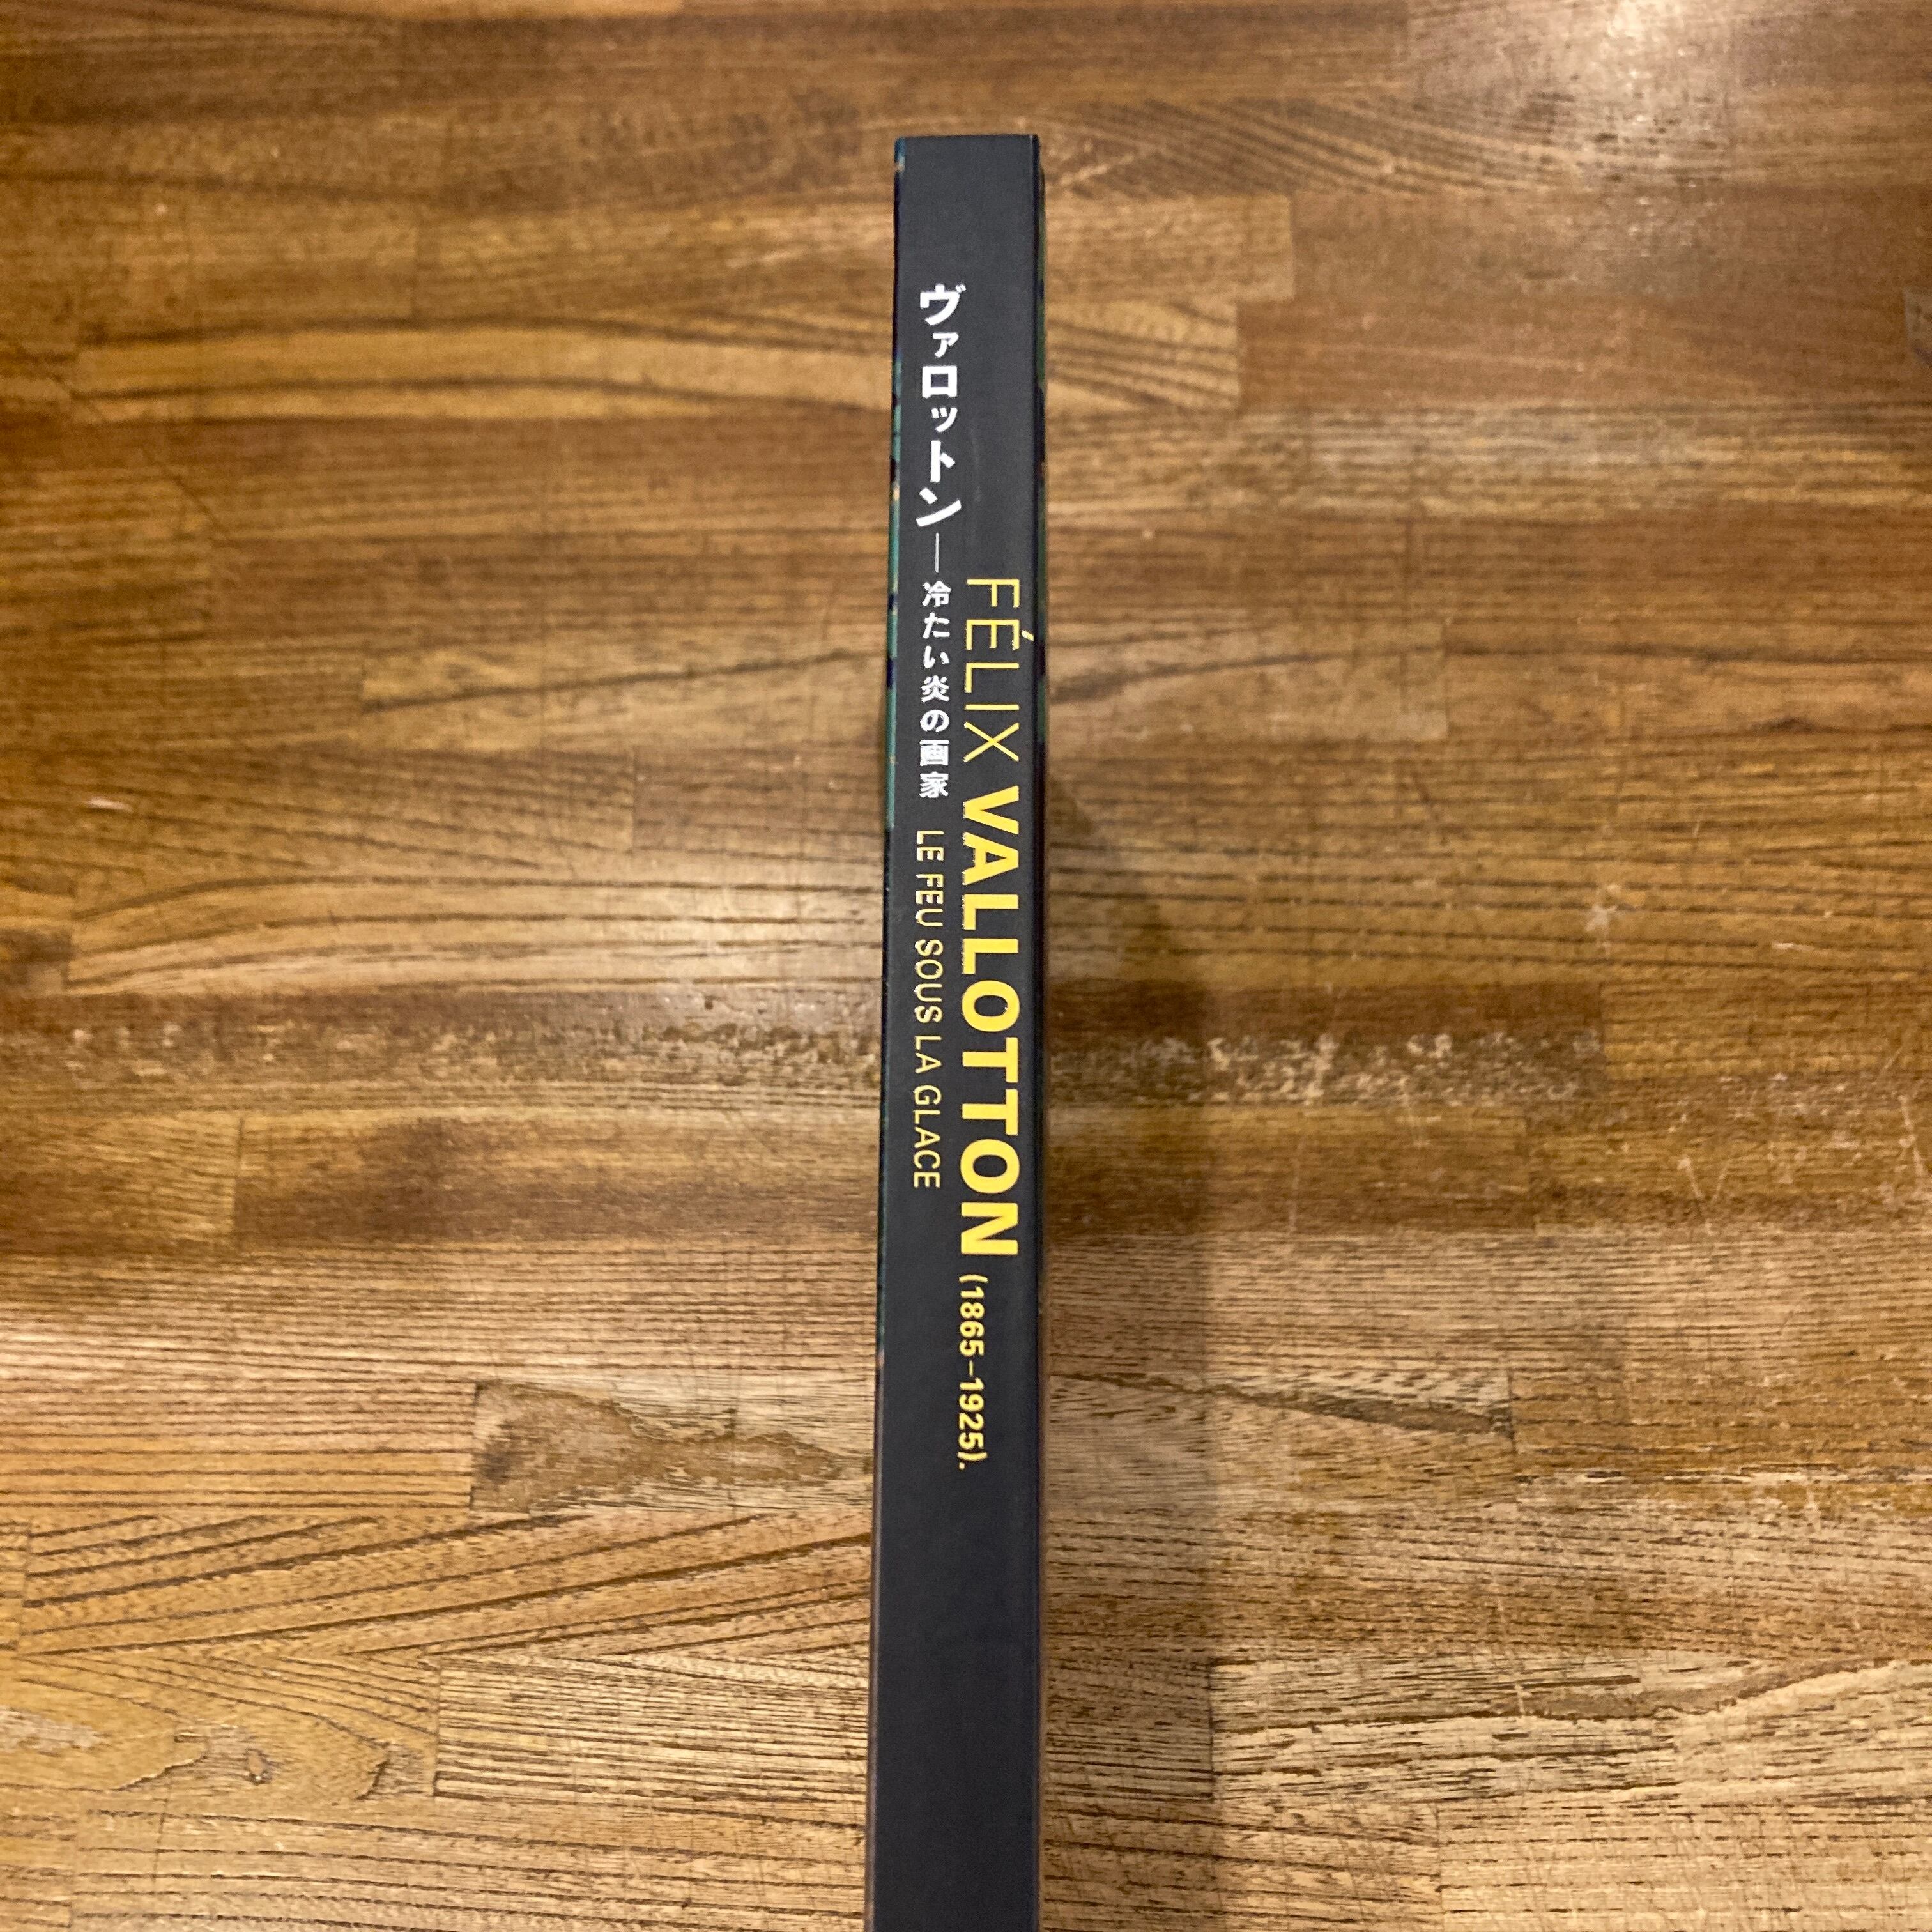 FÉLIX VALLOTTON (1865–1925).
ヴァロットン―冷たい炎の画家 LE FEU SOUS LA GLACE